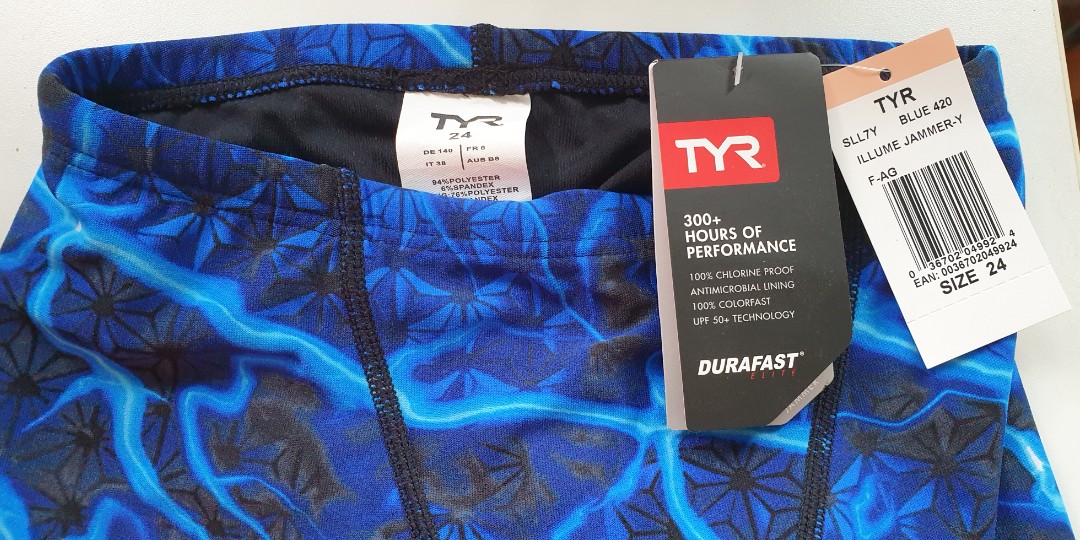 TYR
24
DE 140 FR 8
IT 38 AUS B8
94%POLYESTER
6%SPANDEX
76%POLYESTER
TYR
300+
HOURS OF
PERFORMANCE
100% CHLORINE PROOF
ANTIMICROBIAL LINING
100% COLORFAST
UPF 50+ TECHNOLOGY
DURAFAST®
ELITE
TYR
SLL7Y BLUE 420
ILLUME JAMMER-Y
F-AG
0 36702 04992 4
EAN: 0036702049924
SIZE 24